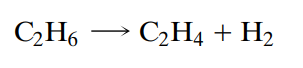 C₂H₆ ⟶ C₂H₄ + H₂